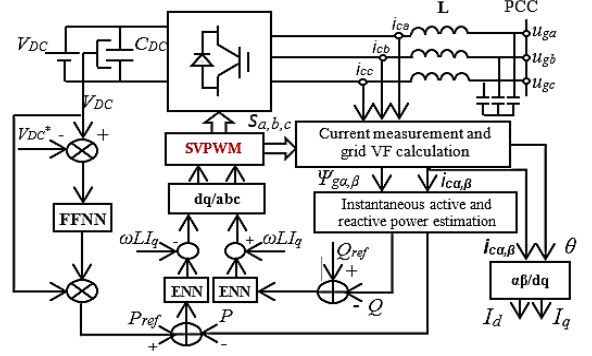 L PCC
i_ca u_ga
V_DC C_DC i_cb u_gb
i_cc u_gc
V_DC
S_a,b,c
V_DC* - +
SVPWM
Current measurement and
grid VF calculation
Ψ_gα,β i_cα,β
dq/abc
Instantaneous active and
reactive power estimation
FFNN
ωLI_q - + ωLI_q
Q_ref
i_cα,β θ
+
ENN ENN
- Q
αβ/dq
P_ref P
+ -
I_d I_q